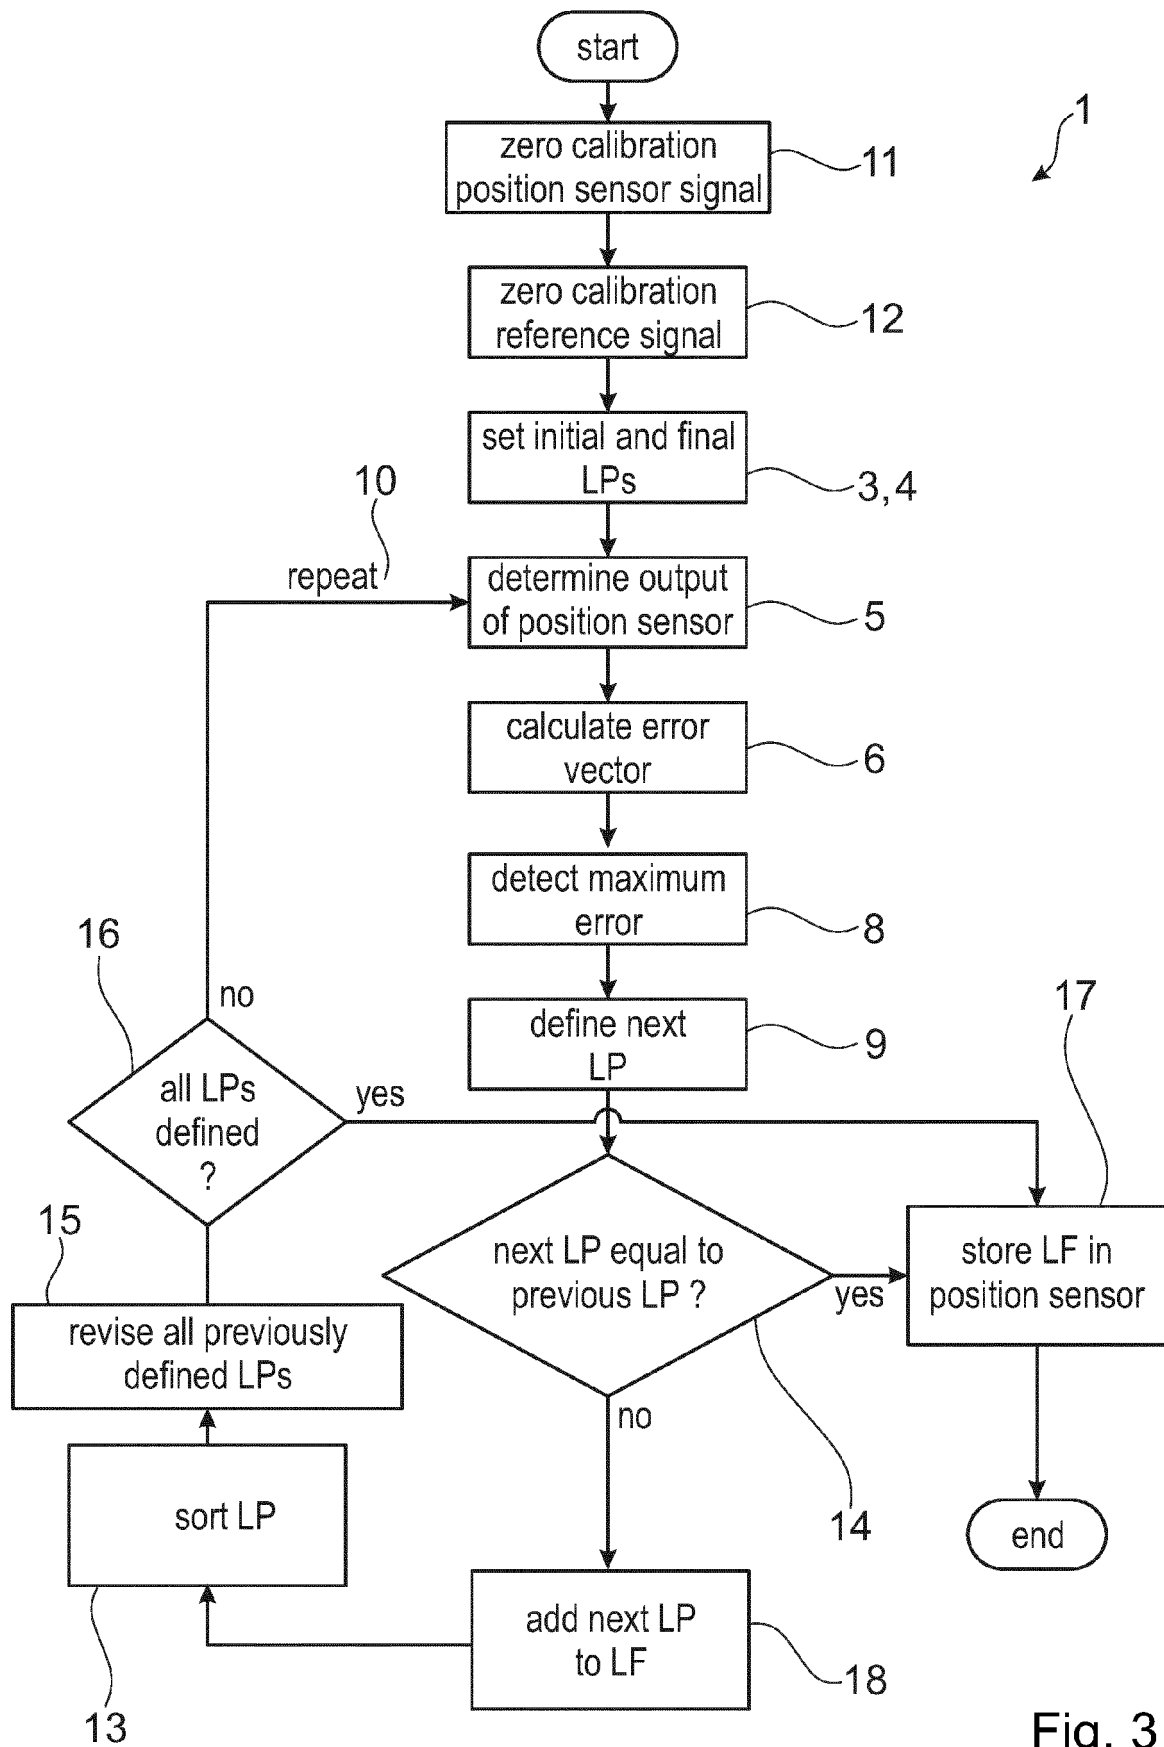 start
1
zero calibration
position sensor signal
11
zero calibration
reference signal
12
set initial and final
LPs
3,4
10
repeat
determine output
of position sensor
5
calculate error
vector
6
detect maximum
error
8
define next
LP
9
16
no
all LPs
defined
?
yes
17
next LP equal to
previous LP ?
yes
store LF in
position sensor
15
revise all previously
defined LPs
no
14
sort LP
end
add next LP
to LF
18
13
Fig. 3